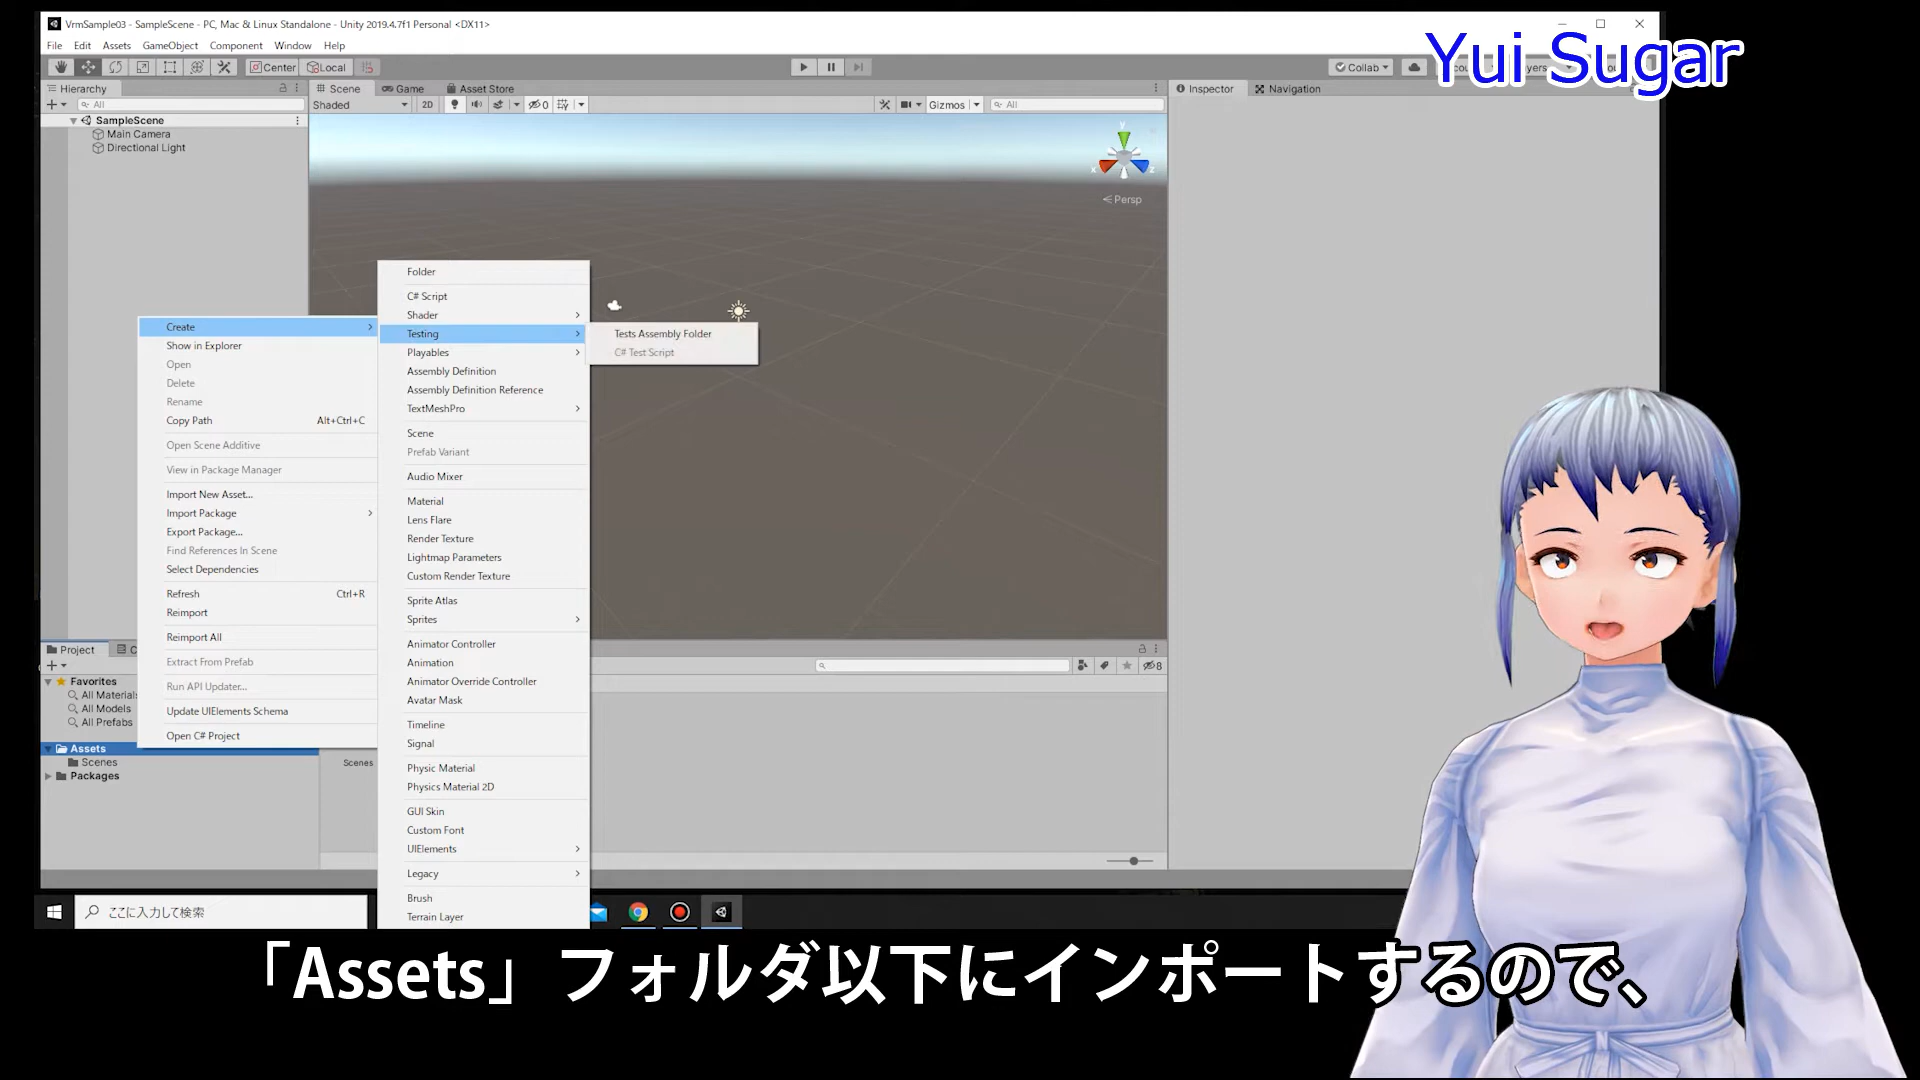 VrmSample03 - SampleScene - PC, Mac & Linux Standalone - Unity 2019.4.7f1 Personal <DX11>
File Edit Assets GameObject Component Window Help
Yui Sugar
Center Local
Collab
Hierarchy
All
SampleScene
Main Camera
Directional Light
Scene Game Asset Store
Shaded 2D 0 Gizmos All
y
x z
Persp
Inspector Navigation
Create
Show in Explorer
Open
Delete
Rename
Copy Path Alt+Ctrl+C
Open Scene Additive
View in Package Manager
Import New Asset...
Import Package
Export Package...
Find References In Scene
Select Dependencies
Refresh Ctrl+R
Reimport
Reimport All
Extract From Prefab
Run API Updater...
Update UIElements Schema
Open C# Project
Folder
C# Script
Shader
Testing
Playables
Assembly Definition
Assembly Definition Reference
TextMeshPro
Scene
Prefab Variant
Audio Mixer
Material
Lens Flare
Render Texture
Lightmap Parameters
Custom Render Texture
Sprite Atlas
Sprites
Animator Controller
Animation
Animator Override Controller
Avatar Mask
Timeline
Signal
Physic Material
Physics Material 2D
GUI Skin
Custom Font
UIElements
Legacy
Brush
Terrain Layer
Tests Assembly Folder
C# Test Script
Project
8
Favorites
All Materials
All Models
All Prefabs
Assets
Scenes
Packages
Scenes
ここに入力して検索
「Assets」フォルダ以下にインポートするので、